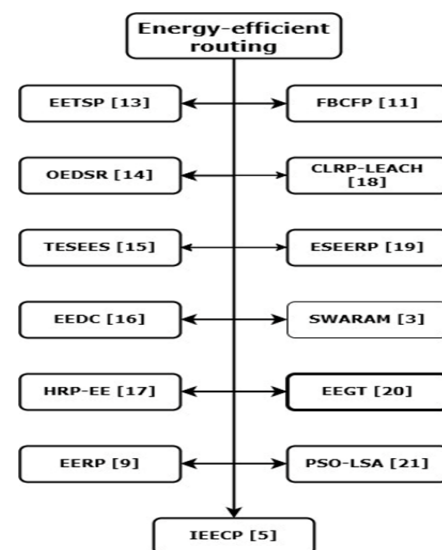 Energy-efficient
routing
EETSP [13]
FBCFP [11]
OEDSR [14]
CLRP-LEACH
[18]
TESEES [15]
ESEERP [19]
EEDC [16]
SWARAM [3]
HRP-EE [17]
EEGT [20]
EERP [9]
PSO-LSA [21]
IEECP [5]